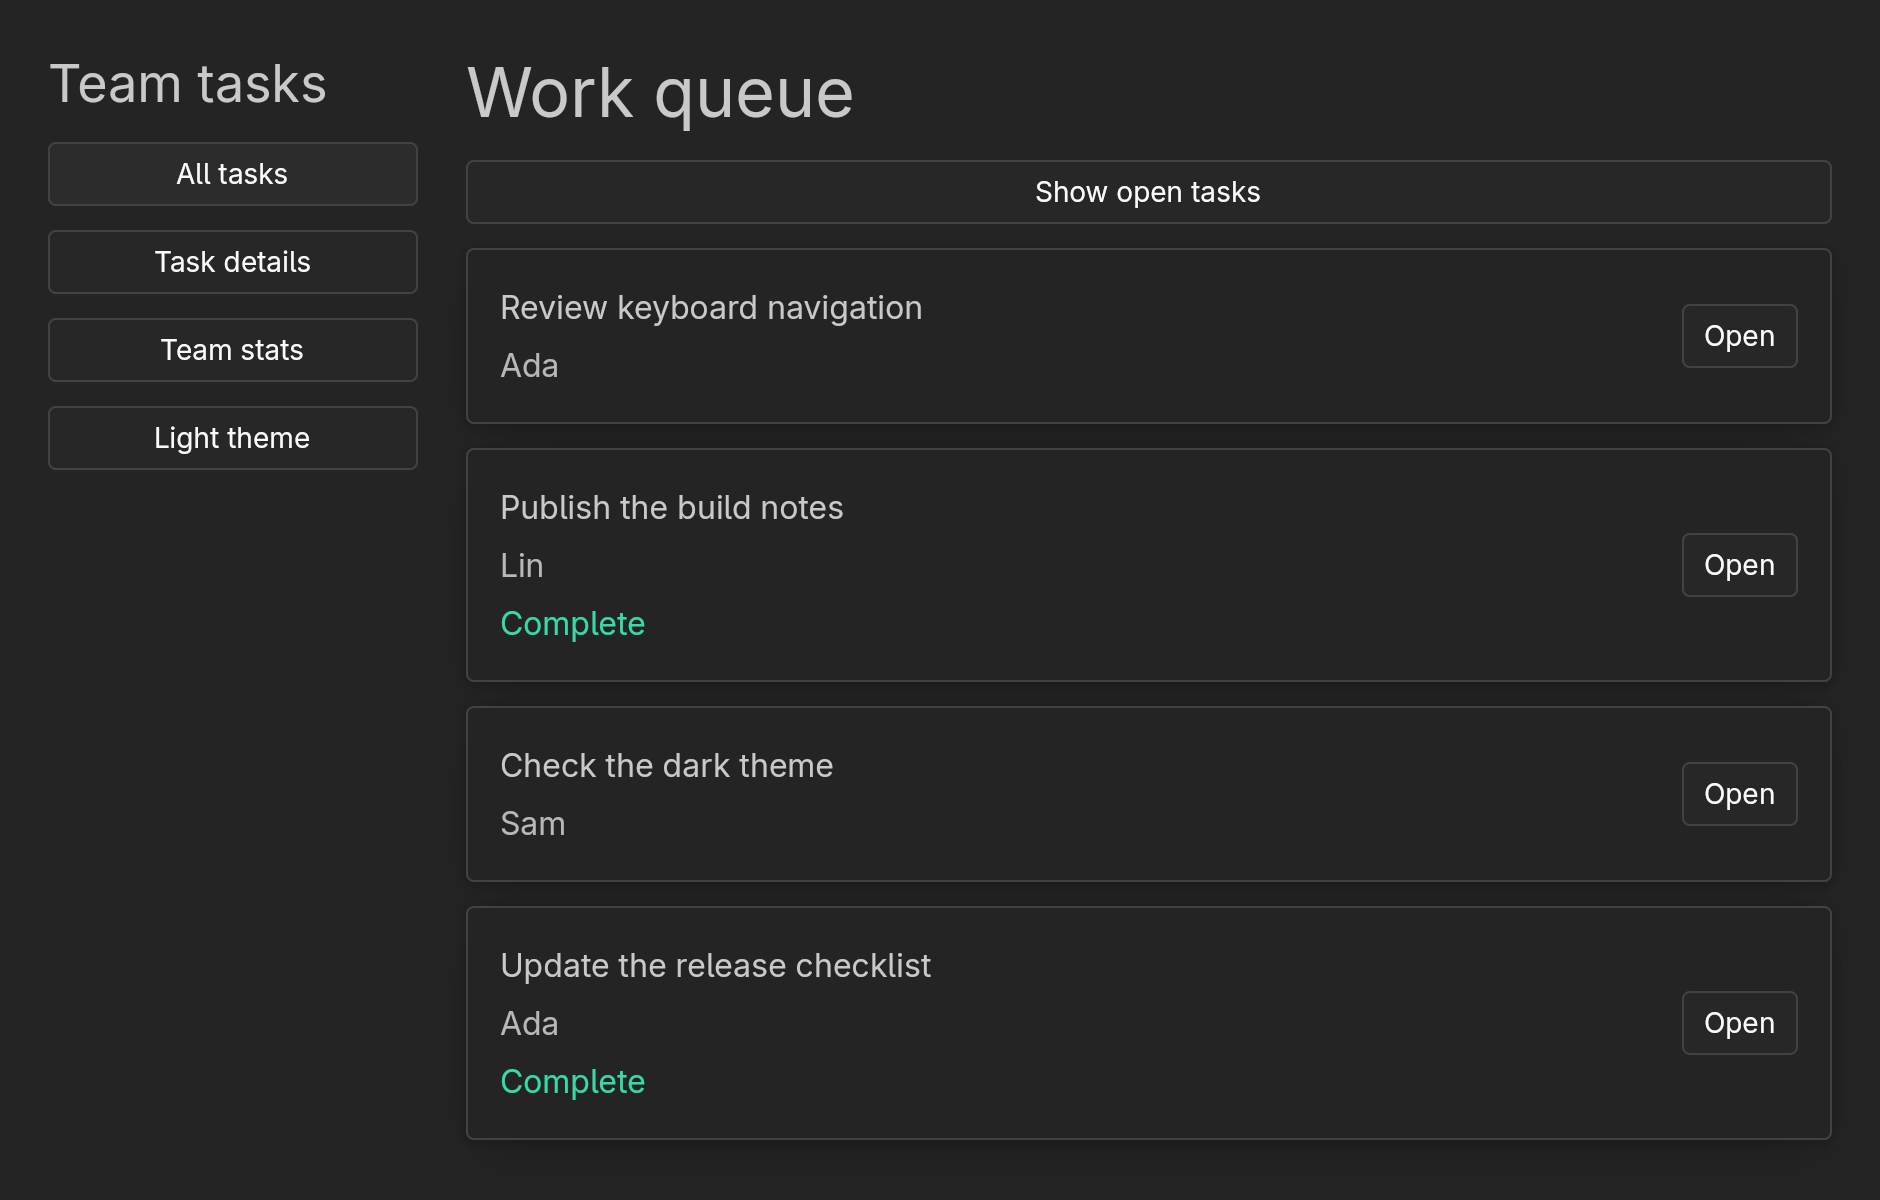 Team tasks
All tasks
Task details
Team stats
Light theme
Work queue
Show open tasks
Review keyboard navigation
Ada
Open
Publish the build notes
Lin
Complete
Open
Check the dark theme
Sam
Open
Update the release checklist
Ada
Complete
Open